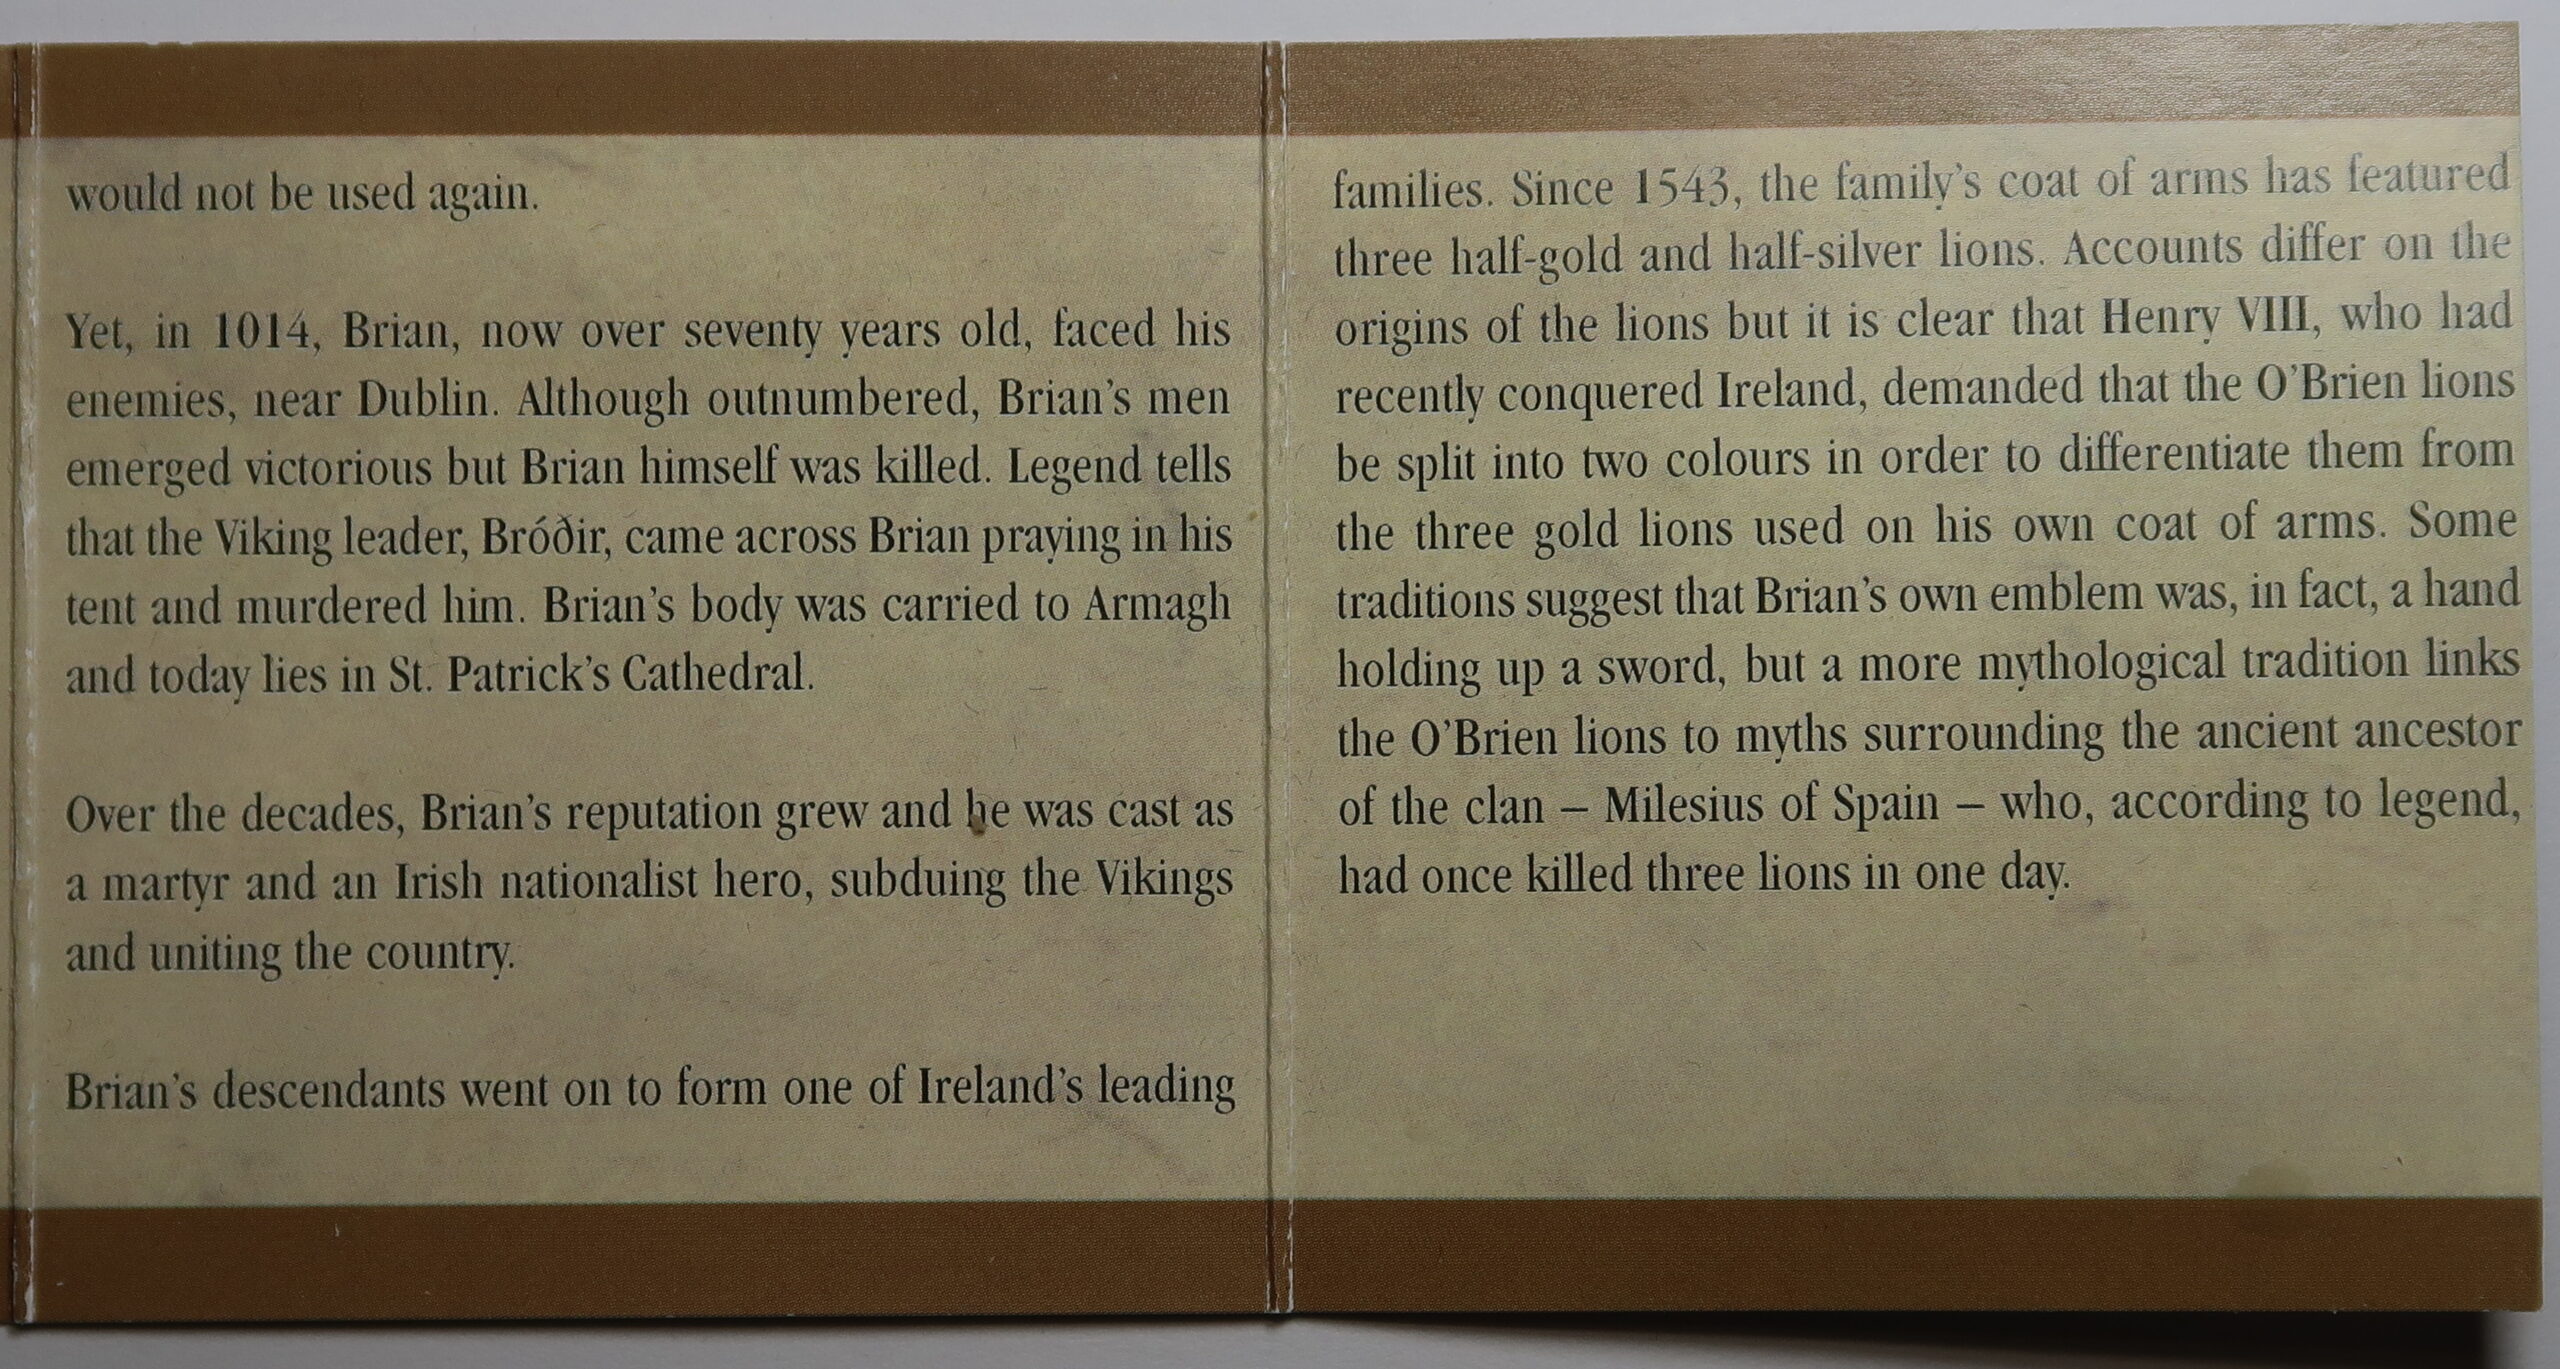 would not be used again.
Yet, in 1014, Brian, now over seventy years old, faced his
enemies, near Dublin. Although outnumbered, Brian's men
emerged victorious but Brian himself was killed. Legend tells
that the Viking leader, Bróðir, came across Brian praying in his
tent and murdered him. Brian's body was carried to Armagh
and today lies in St. Patrick's Cathedral.
Over the decades, Brian's reputation grew and he was cast as
a martyr and an Irish nationalist hero, subduing the Vikings
and uniting the country.
Brian's descendants went on to form one of Ireland's leading
families. Since 1543, the family's coat of arms has featured
three half-gold and half-silver lions. Accounts differ on the
origins of the lions but it is clear that Henry VIII, who had
recently conquered Ireland, demanded that the O'Brien lions
be split into two colours in order to differentiate them from
the three gold lions used on his own coat of arms. Some
traditions suggest that Brian's own emblem was, in fact, a hand
holding up a sword, but a more mythological tradition links
the O'Brien lions to myths surrounding the ancient ancestor
of the clan – Milesius of Spain – who, according to legend,
had once killed three lions in one day.